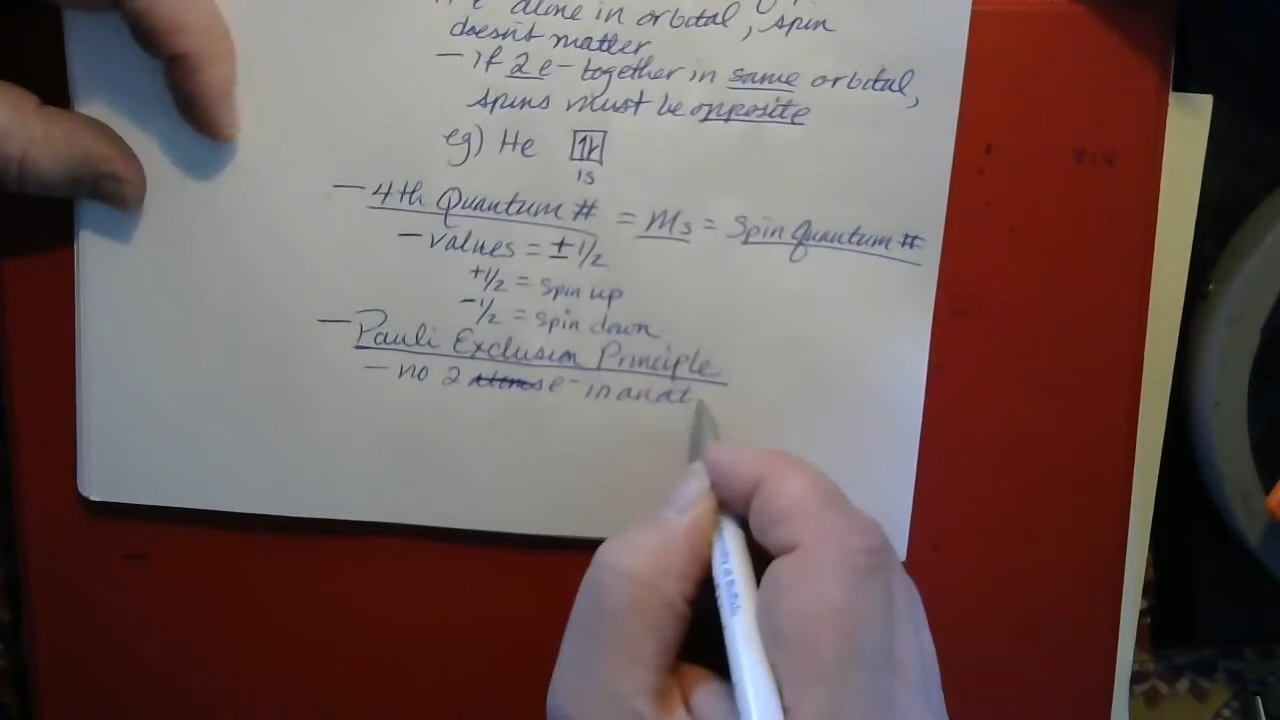 e⁻ alone in orbital, spin
doesn't matter
- if 2 e⁻ together in same orbital,
spins must be opposite
eg) He 1s
- 4th Quantum # = ms = Spin Quantum #
- values = ± 1/2
+1/2 = spin up
-1/2 = spin down
- Pauli Exclusion Principle
- no 2 e⁻ in an at